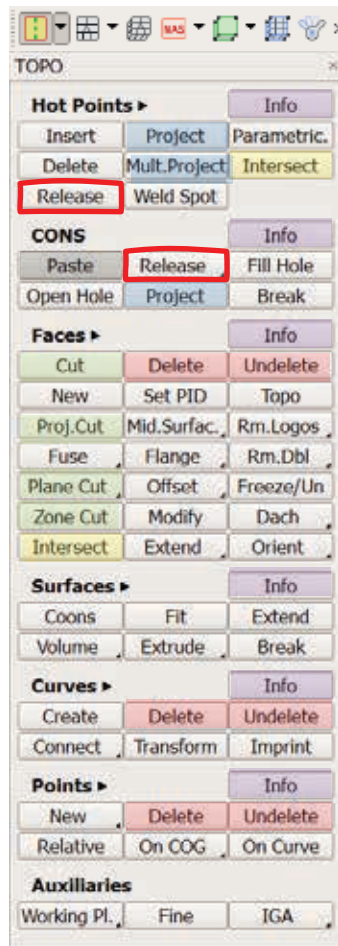 NAS
TOPO
Hot Points Info
Insert Project Parametric.
Delete Mult.Project Intersect
Release Weld Spot
CONS Info
Paste Release Fill Hole
Open Hole Project Break
Faces Info
Cut Delete Undelete
New Set PID Topo
Proj.Cut Mid.Surfac. Rm.Logos
Fuse Flange Rm.Dbl
Plane Cut Offset Freeze/Un
Zone Cut Modify Dach
Intersect Extend Orient
Surfaces Info
Coons Fit Extend
Volume Extrude Break
Curves Info
Create Delete Undelete
Connect Transform Imprint
Points Info
New Delete Undelete
Relative On COG On Curve
Auxiliaries
Working Pl. Fine IGA